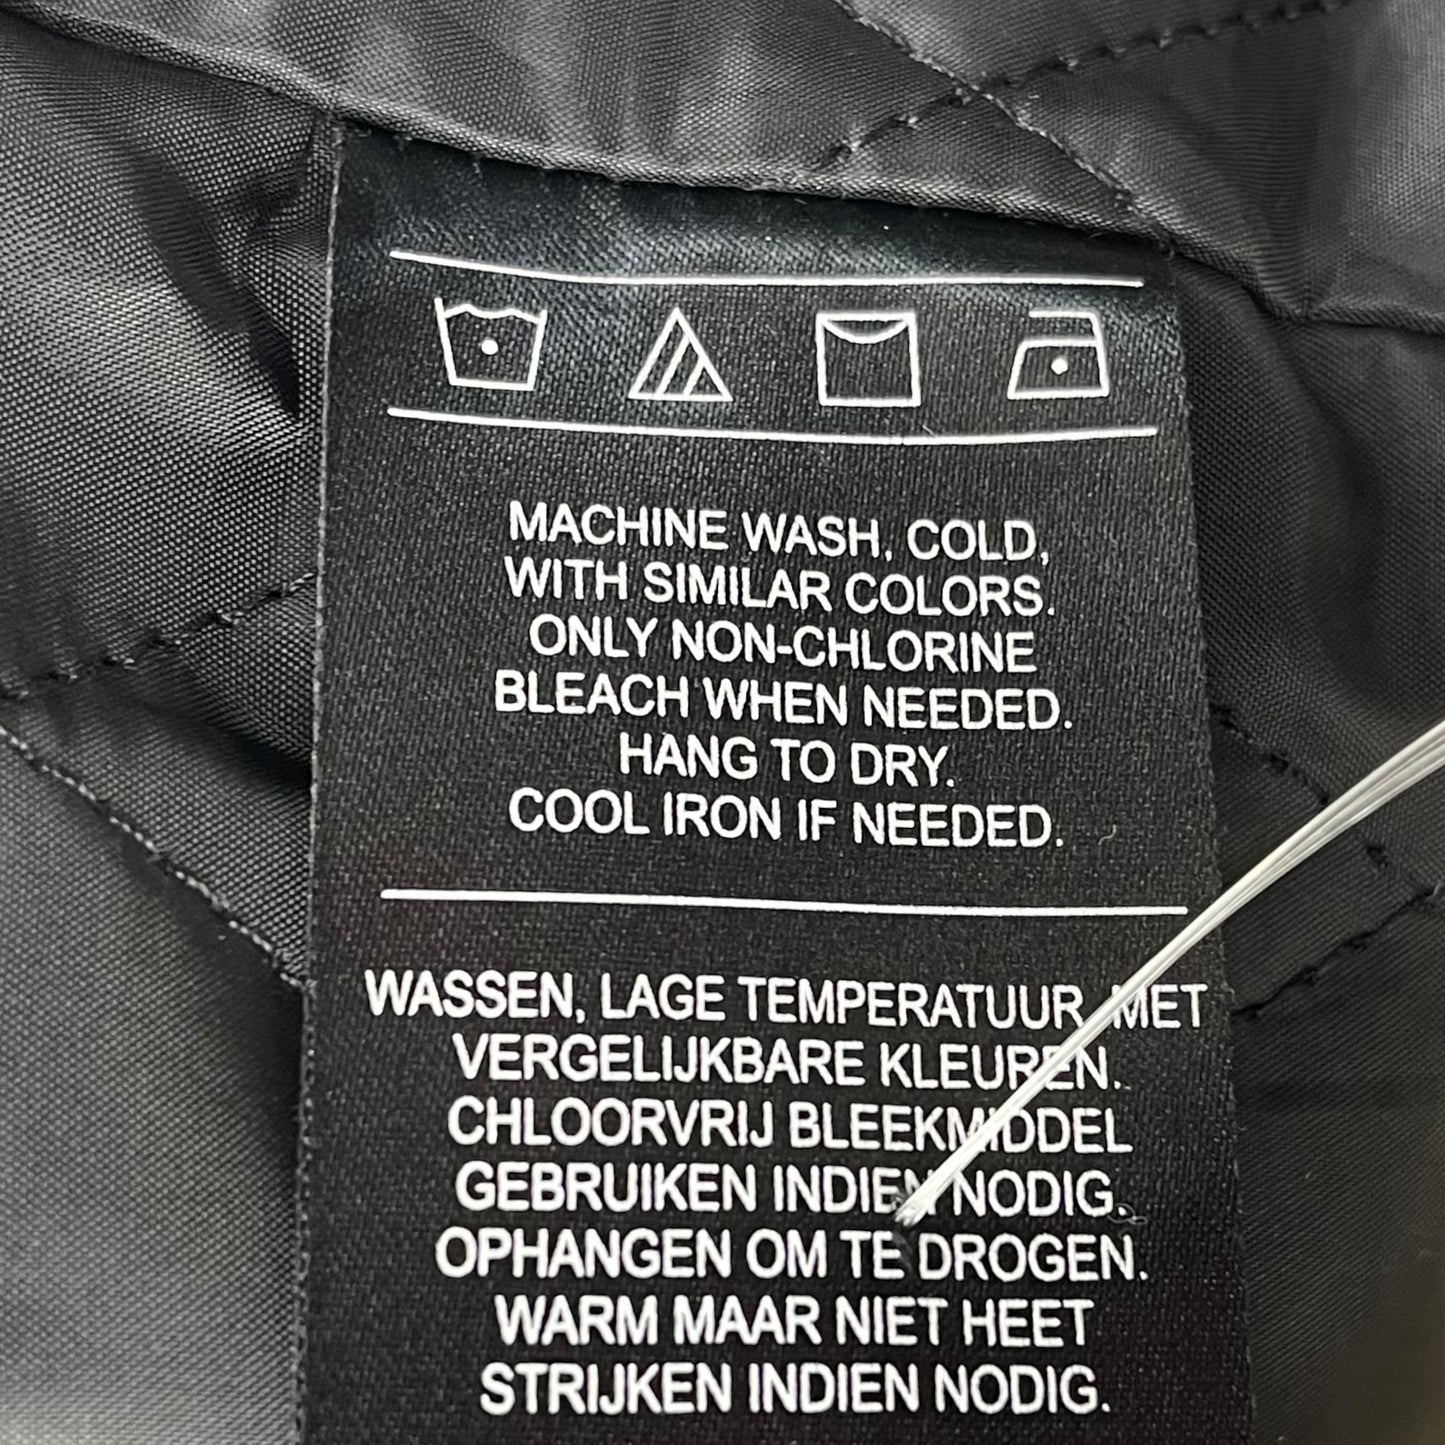 MACHINE WASH, COLD,
WITH SIMILAR COLORS.
ONLY NON-CHLORINE
BLEACH WHEN NEEDED.
HANG TO DRY.
COOL IRON IF NEEDED.
WASSEN, LAGE TEMPERATUUR, MET
VERGELIJKBARE KLEUREN.
CHLOORVRIJ BLEEKMIDDEL
GEBRUIKEN INDIEN NODIG.
OPHANGEN OM TE DROGEN.
WARM MAAR NIET HEET
STRIJKEN INDIEN NODIG.